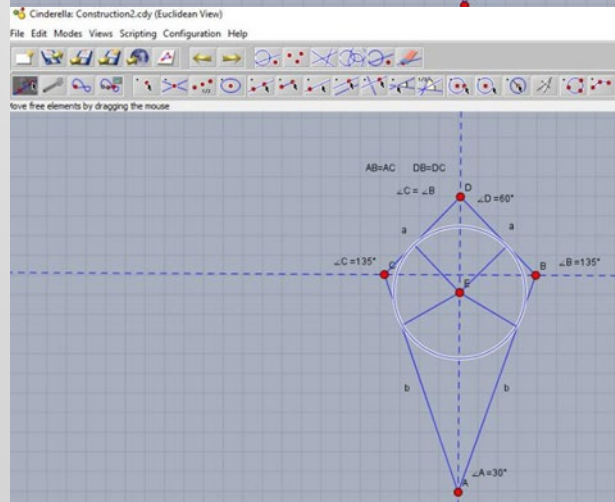 Cinderella: Construction2.cdy (Euclidean View)
File Edit Modes Views Scripting Configuration Help
Move free elements by dragging the mouse
AB=AC DB=DC
∠C = ∠B
D
∠D=60°
a
a
∠C =135°
C
B
∠B =135°
E
b
b
∠A =30°
A